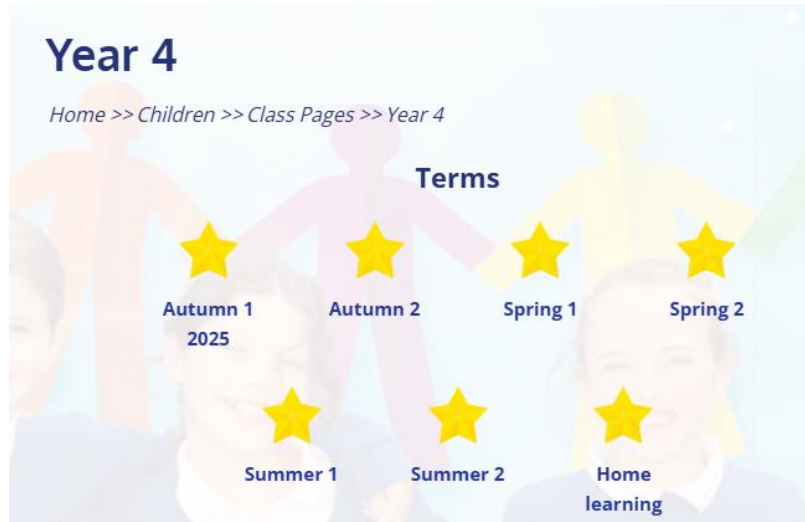 Year 4
Home >> Children >> Class Pages >> Year 4
Terms
Autumn 1
2025
Autumn 2
Spring 1
Spring 2
Summer 1
Summer 2
Home
learning